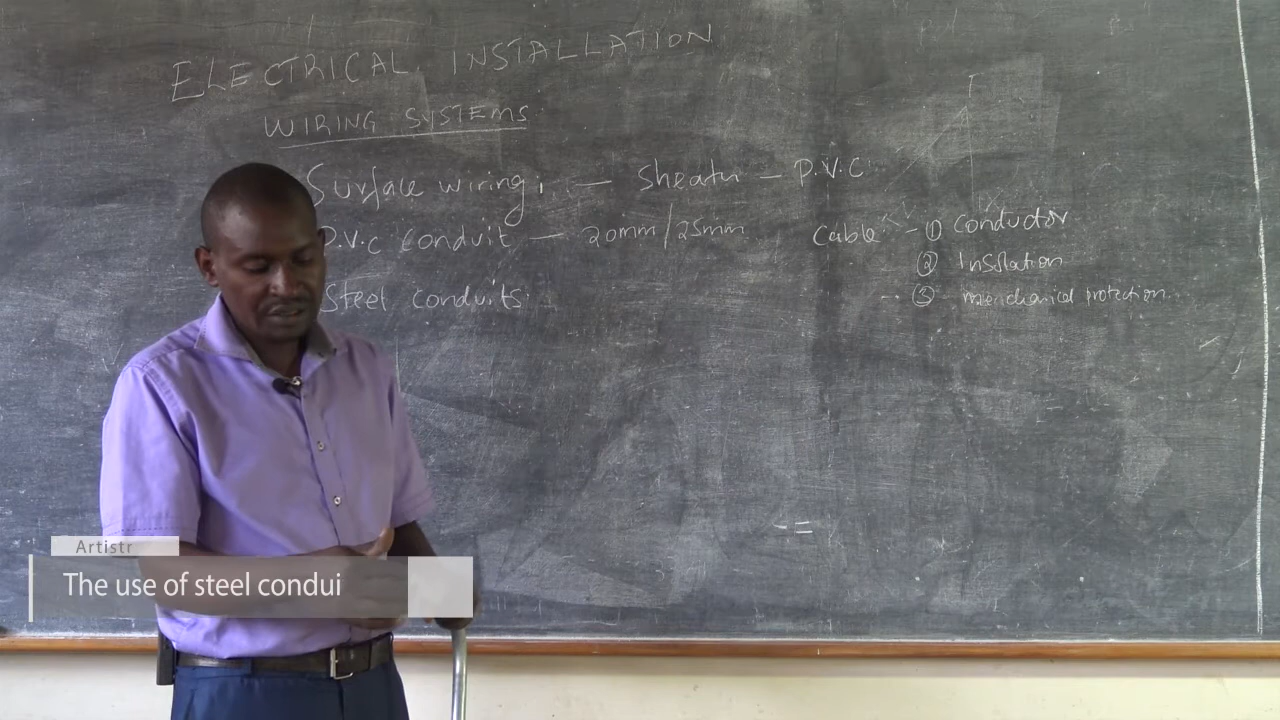 ELECTRICAL INSTALLATION
WIRING SYSTEMS
Surface wiring, — Sheath — P.V.C
P.V.C Conduit — 20mm/25mm
Steel conduits
Cable - ① Conductor
② Insulation
③ menchanical protection
Artistr
The use of steel condui